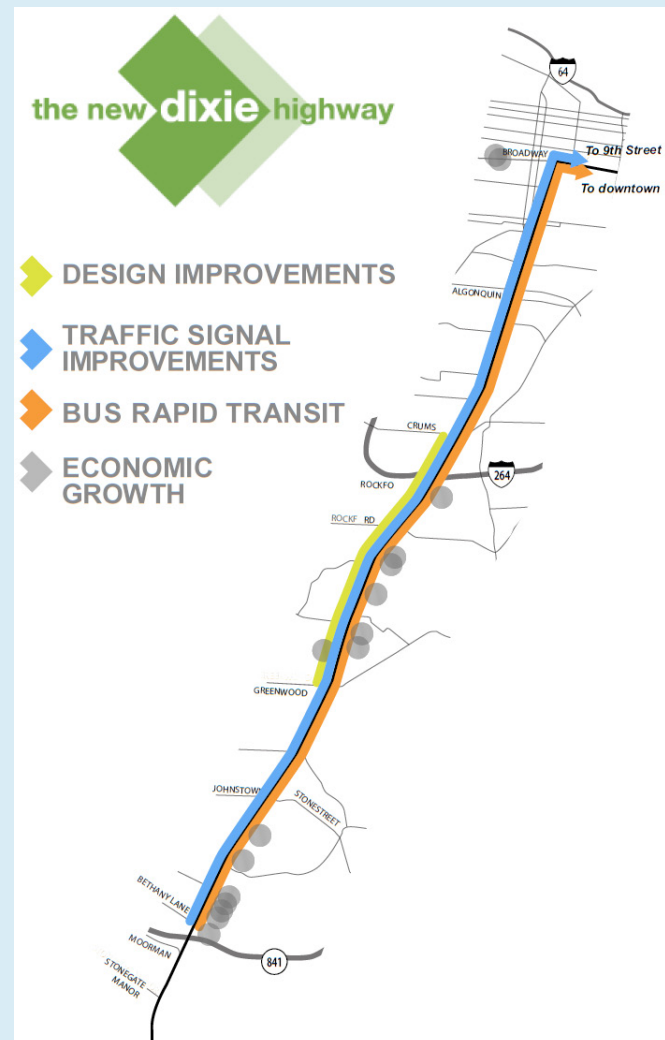 the new dixie highway
DESIGN IMPROVEMENTS
TRAFFIC SIGNAL
IMPROVEMENTS
BUS RAPID TRANSIT
ECONOMIC
GROWTH
64
BROADWAY
To 9th Street
To downtown
ALGONQUIN
CRUMS
264
ROCKFO
ROCKF RD
GREENWOOD
JOHNSTOWN
STONESTREET
BETHANY LANE
MOORMAN
841
STONEGATE
MANOR